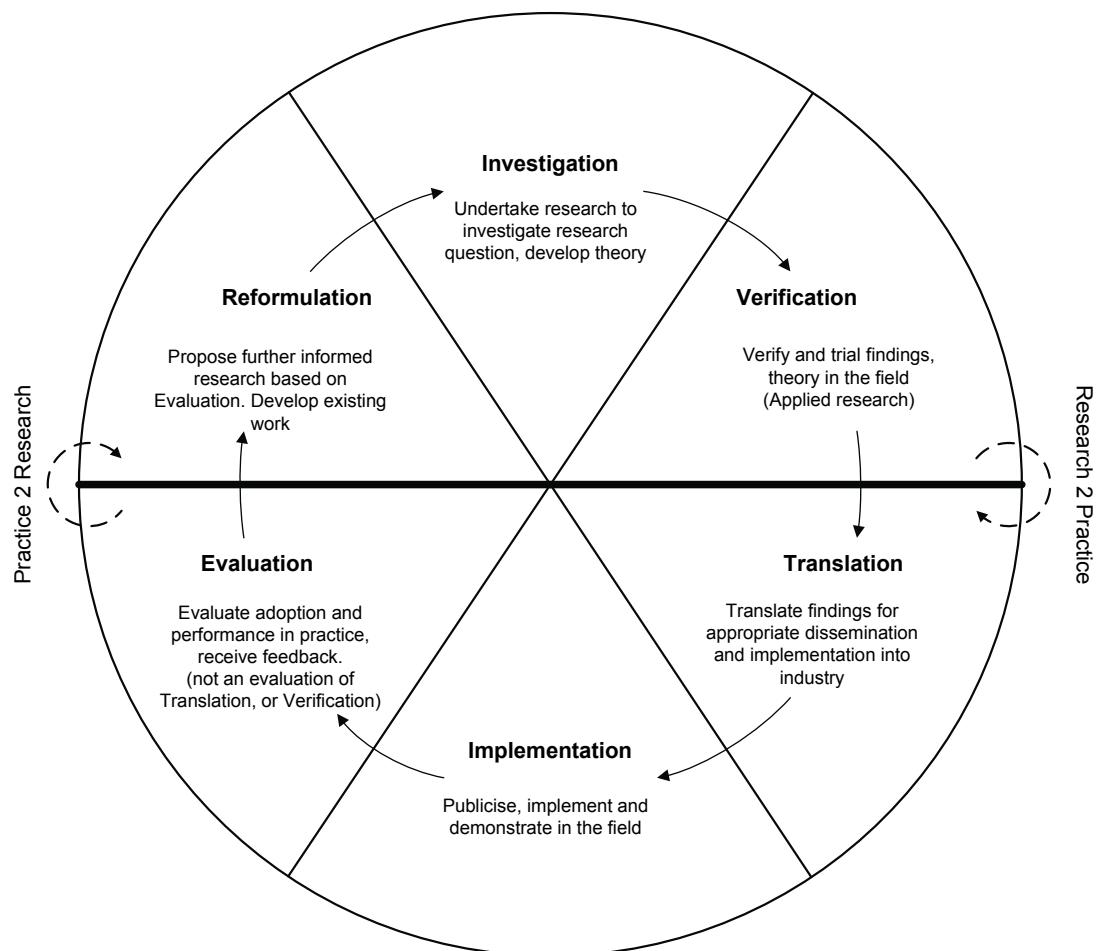 Investigation
Undertake research to
investigate research
question, develop theory
Verification
Verify and trial findings,
theory in the field
(Applied research)
Research 2 Practice
Translation
Translate findings for
appropriate dissemination
and implementation into
industry
Implementation
Publicise, implement and
demonstrate in the field
Evaluation
Evaluate adoption and
performance in practice,
receive feedback.
(not an evaluation of
Translation, or Verification)
Practice 2 Research
Reformulation
Propose further informed
research based on
Evaluation. Develop existing
work